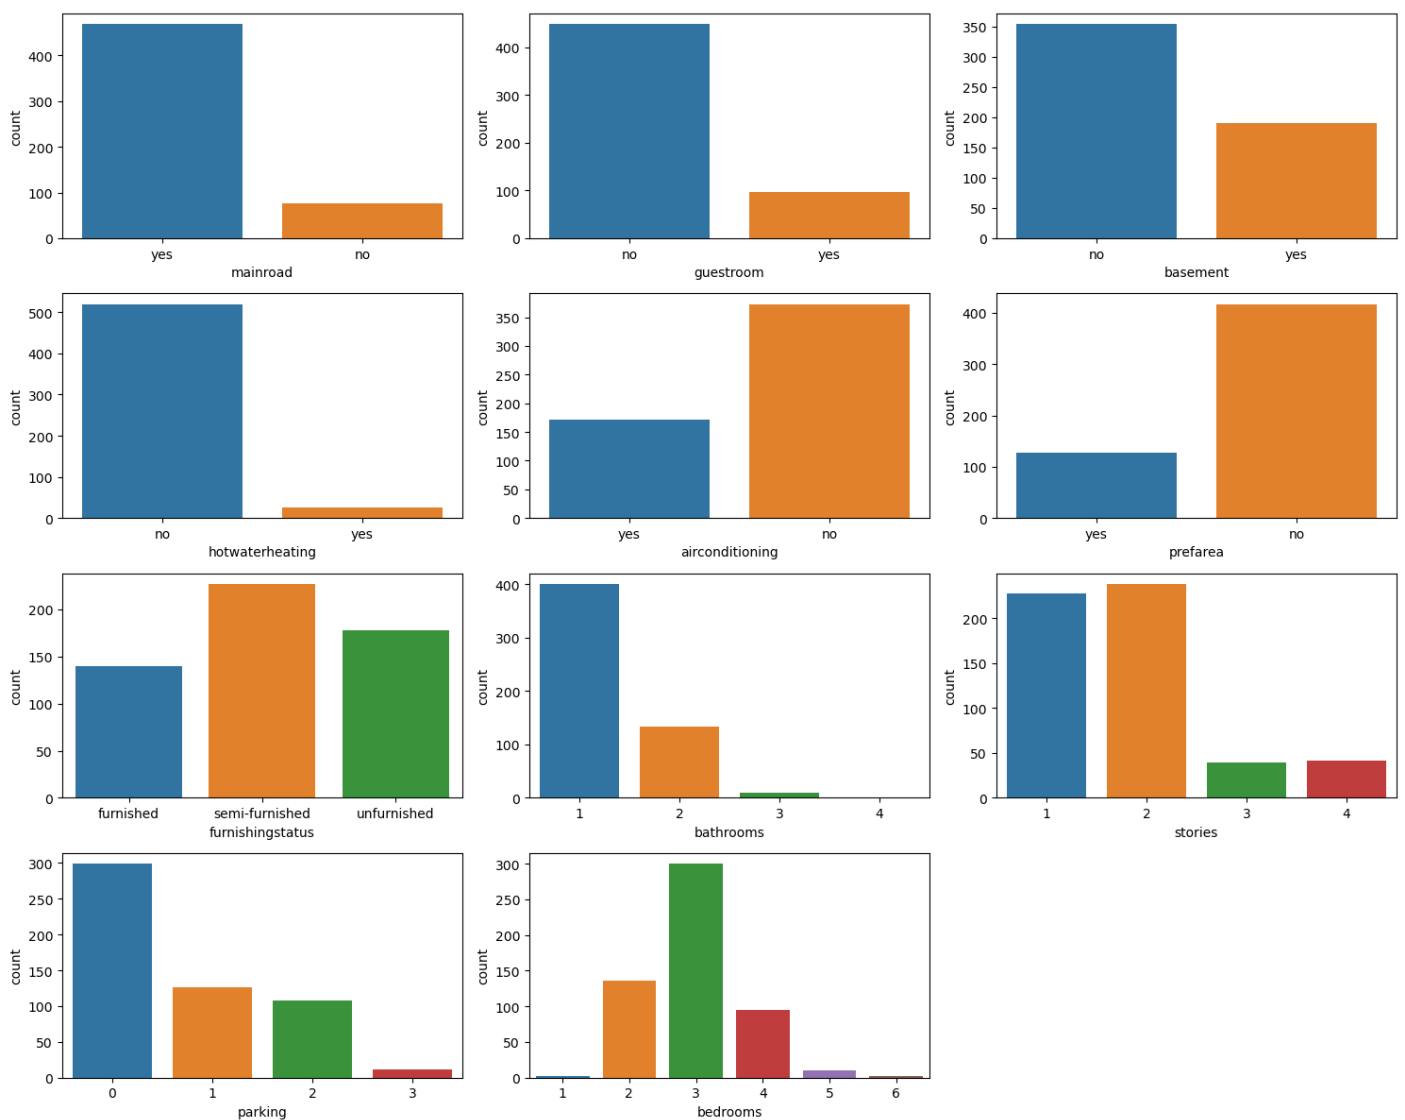 count
400
300
200
100
0
yes no
mainroad
count
400
300
200
100
0
no yes
guestroom
count
350
300
250
200
150
100
50
0
no yes
basement
count
500
400
300
200
100
0
no yes
hotwaterheating
count
350
300
250
200
150
100
50
0
yes no
airconditioning
count
400
300
200
100
0
yes no
prefarea
count
200
150
100
50
0
furnished semi-furnished unfurnished
furnishingstatus
count
400
300
200
100
0
1 2 3 4
bathrooms
count
200
150
100
50
0
1 2 3 4
stories
count
300
250
200
150
100
50
0
0 1 2 3
parking
count
300
250
200
150
100
50
0
1 2 3 4 5 6
bedrooms